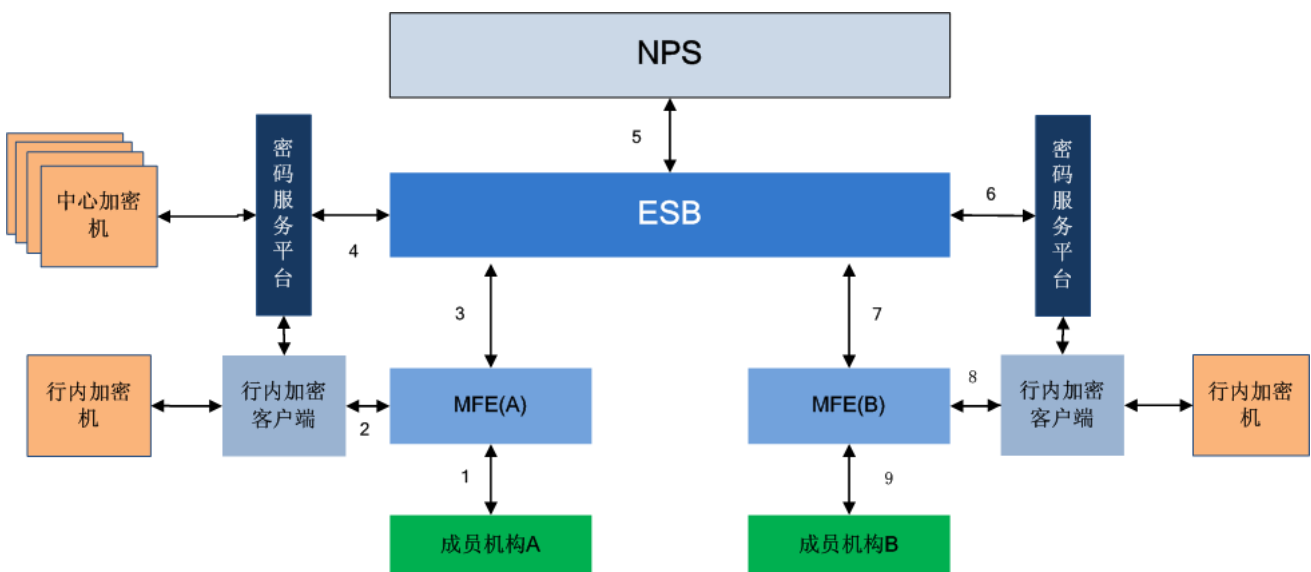 NPS
5
密
码
服
务
平
台
密
码
服
务
平
台
中心加密
机
ESB
4
6
3
7
行内加密
机
行内加密
客户端
2
MFE(A)
MFE(B)
8
行内加密
客户端
行内加密
机
1
9
成员机构A
成员机构B